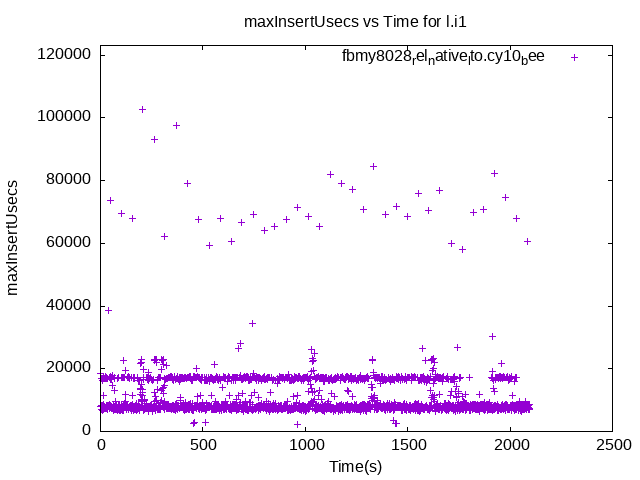 maxInsertUsecs vs Time for l.i1
fbmy8028relnativelto.cy10bee
120000
100000
80000
60000
40000
20000
0
maxInsertUsecs
0 500 1000 1500 2000 2500
Time(s)